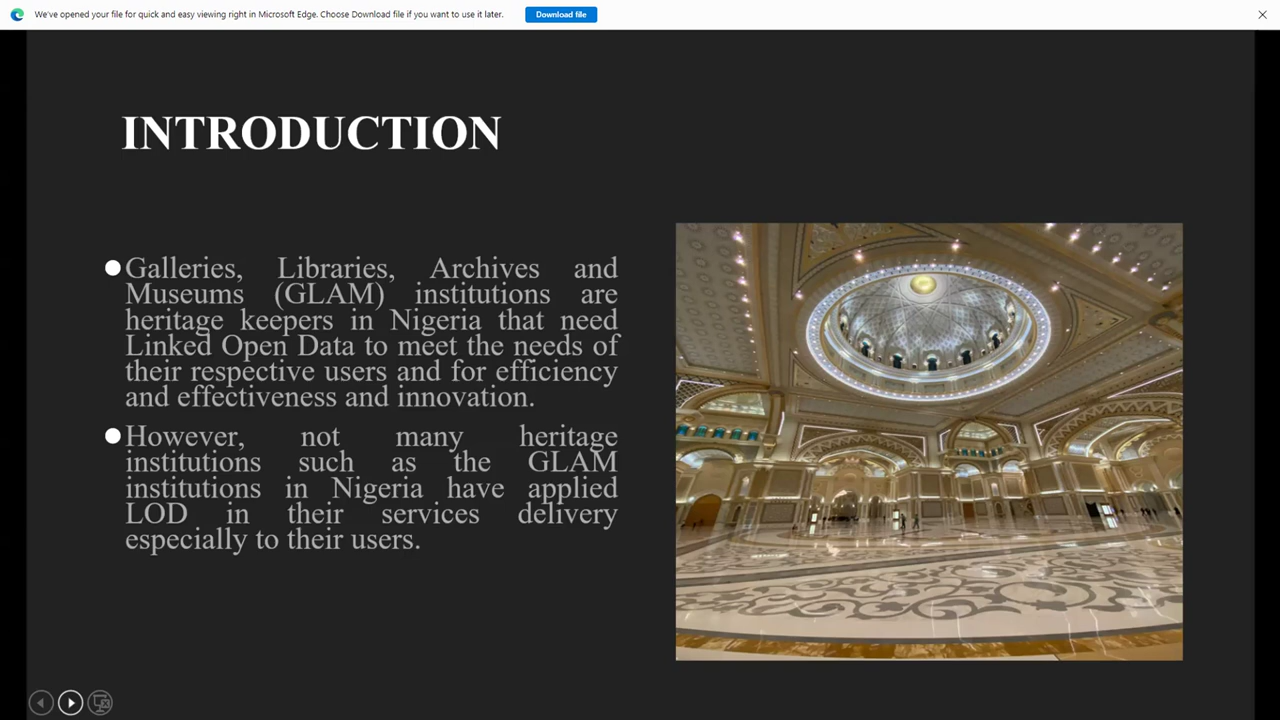 We've opened your file for quick and easy viewing right in Microsoft Edge. Choose Download file if you want to use it later.
Download file
INTRODUCTION
Galleries, Libraries, Archives and
Museums (GLAM) institutions are
heritage keepers in Nigeria that need
Linked Open Data to meet the needs of
their respective users and for efficiency
and effectiveness and innovation.
However, not many heritage
institutions such as the GLAM
institutions in Nigeria have applied
LOD in their services delivery
especially to their users.